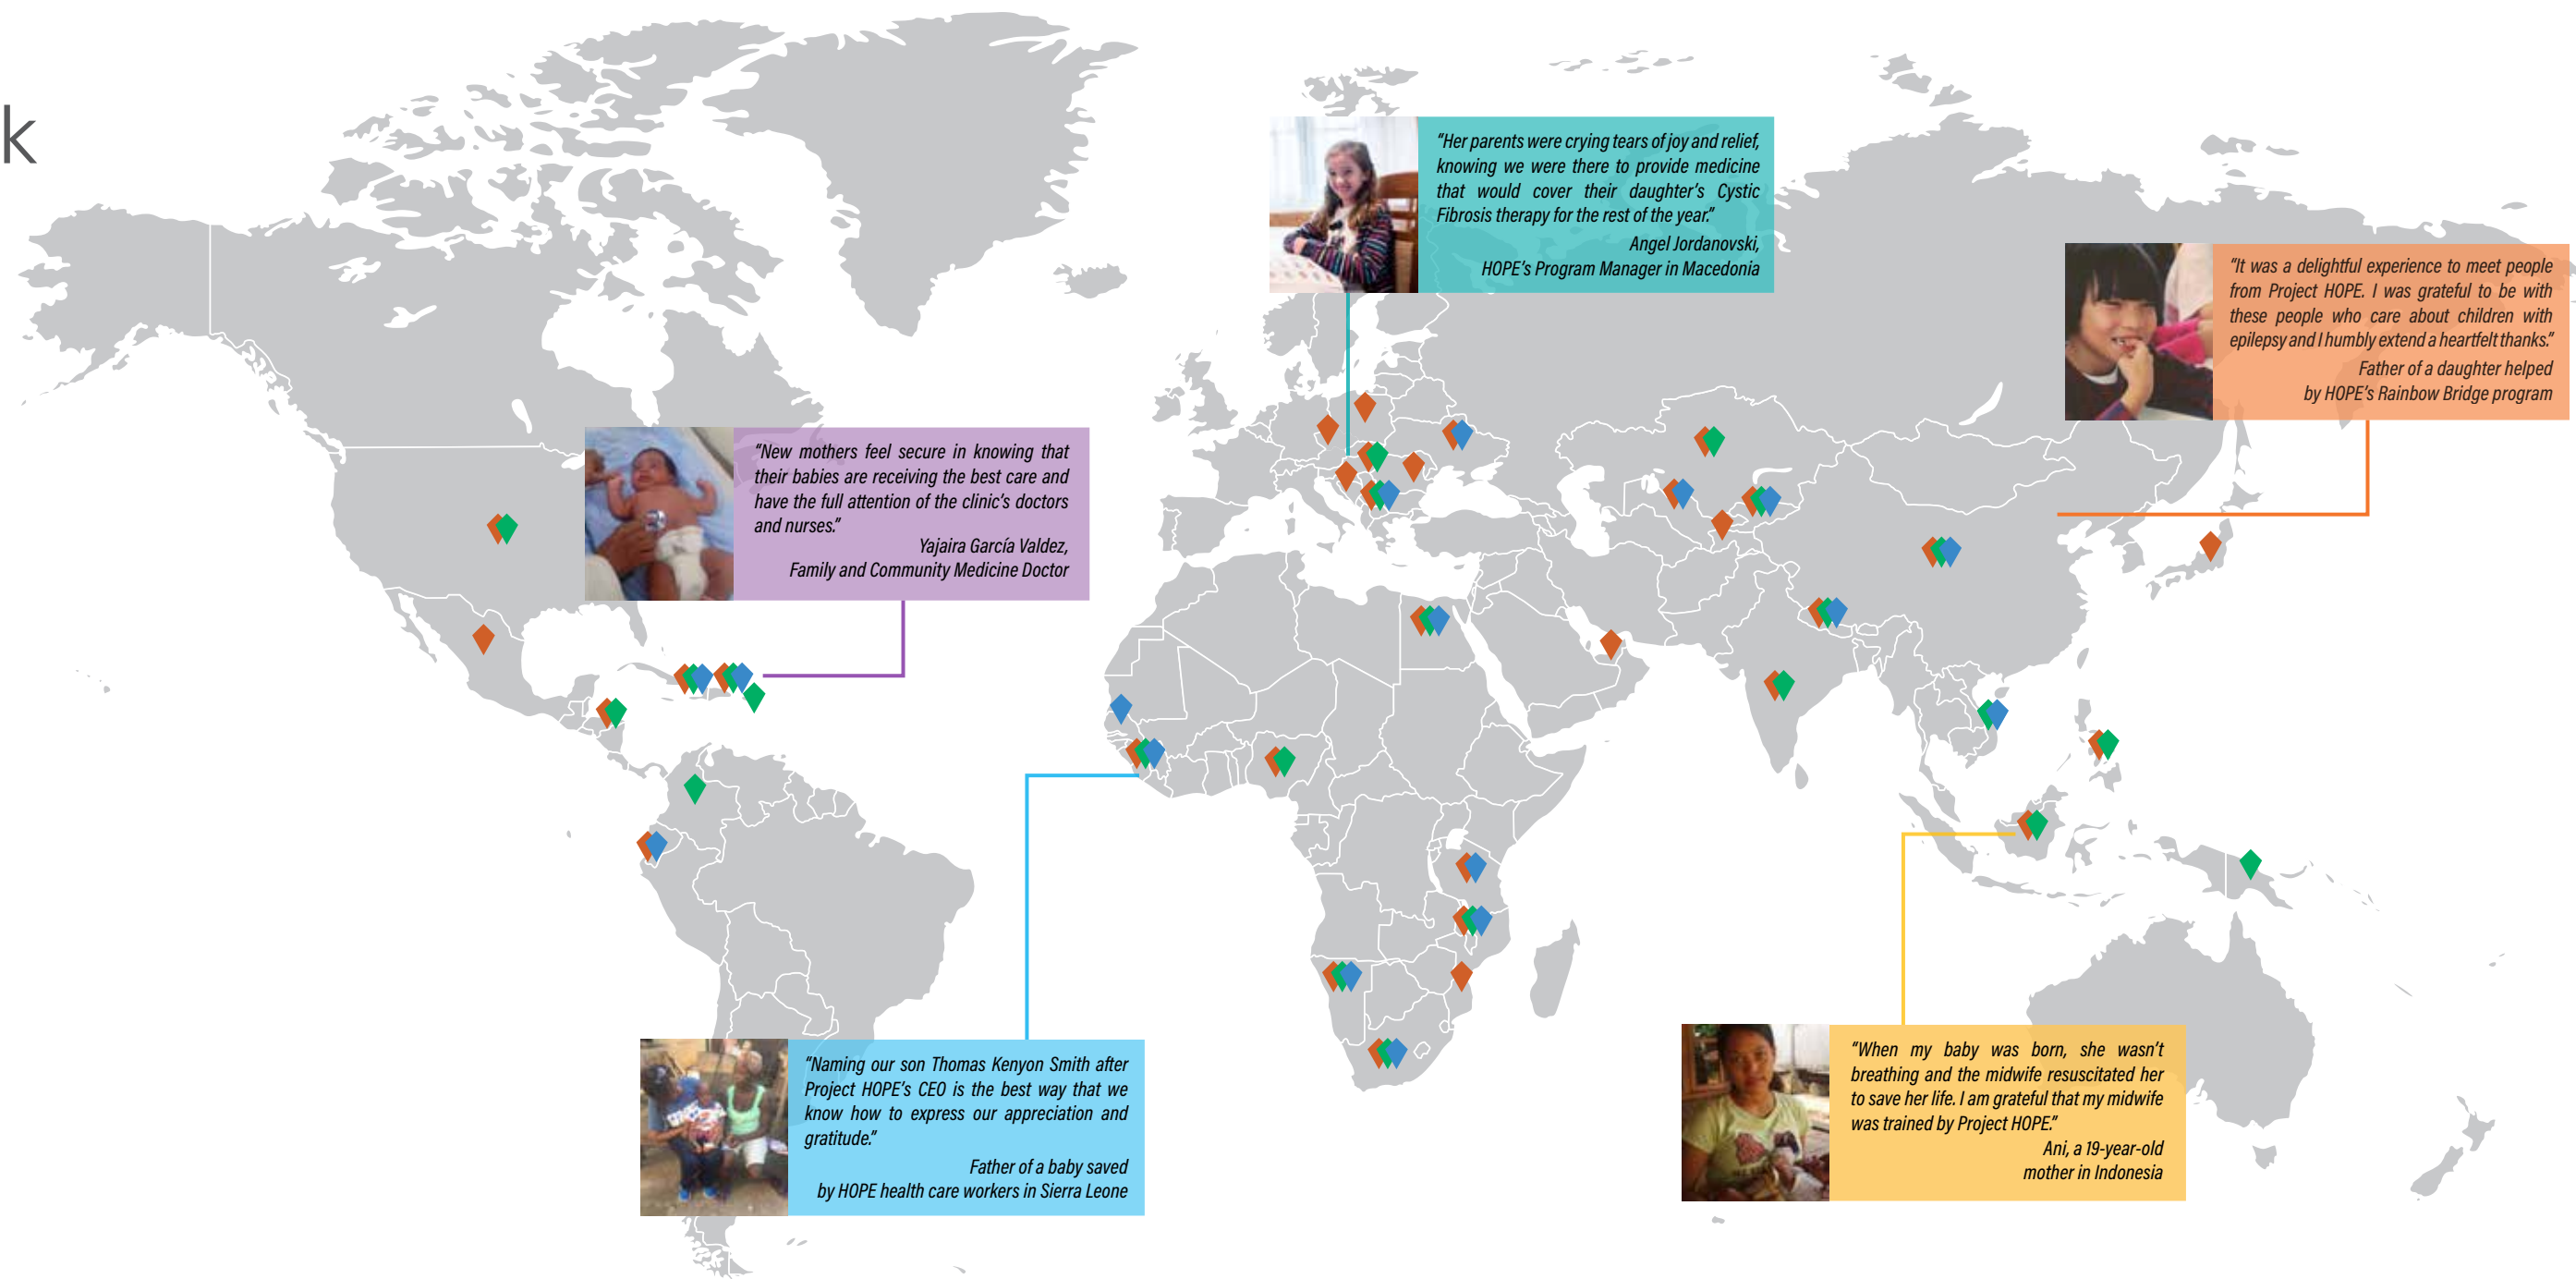 k
“Her parents were crying tears of joy and relief,
knowing we were there to provide medicine
that would cover their daughter’s Cystic
Fibrosis therapy for the rest of the year.”
Angel Jordanovski,
HOPE’s Program Manager in Macedonia
“It was a delightful experience to meet people
from Project HOPE. I was grateful to be with
these people who care about children with
epilepsy and I humbly extend a heartfelt thanks.”
Father of a daughter helped
by HOPE’s Rainbow Bridge program
“New mothers feel secure in knowing that
their babies are receiving the best care and
have the full attention of the clinic’s doctors
and nurses.”
Yajaira García Valdez,
Family and Community Medicine Doctor
“Naming our son Thomas Kenyon Smith after
Project HOPE’s CEO is the best way that we
know how to express our appreciation and
gratitude.”
Father of a baby saved
by HOPE health care workers in Sierra Leone
“When my baby was born, she wasn’t
breathing and the midwife resuscitated her
to save her life. I am grateful that my midwife
was trained by Project HOPE.”
Ani, a 19-year-old
mother in Indonesia